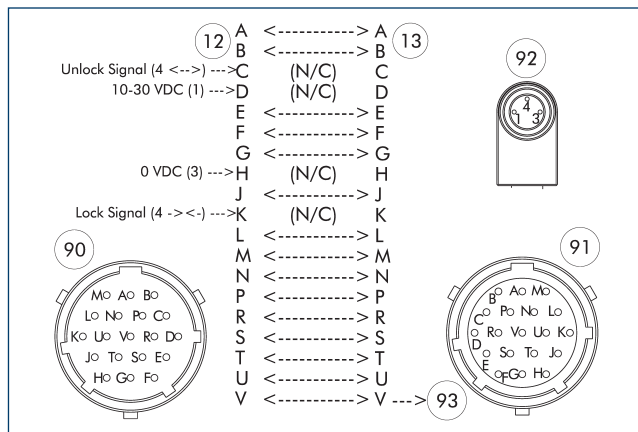 12 A <----------> A 13
B <----------> B
Unlock Signal (4 <-->) --->C (N/C) C
10-30 VDC (1) --->D (N/C) D
E <----------> E
F <----------> F
G <----------> G
0 VDC (3) --->H (N/C) H
J <----------> J
Lock Signal (4 -><-) --->K (N/C) K
L <----------> L
M <----------> M
N <----------> N
P <----------> P
R <----------> R
S <----------> S
T <----------> T
U <----------> U
V <----------> V ---> 93
92
4
1 3
90
M A B
L N P C
K U V R D
J T S E
H G F
91
B A M
C P N L
D R V U K
E S T J
F G H